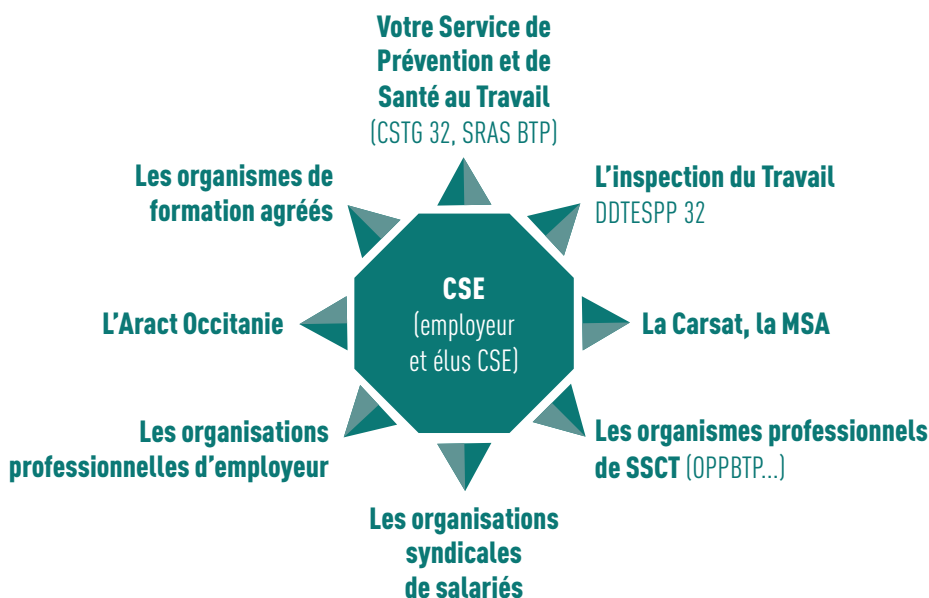 Votre Service de
Prévention et de
Santé au Travail
(CSTG 32, SRAS BTP)
Les organismes de
formation agréés
L'inspection du Travail
DDTESPP 32
CSE
(employeur
et élus CSE)
L'Aract Occitanie
La Carsat, la MSA
Les organisations
professionnelles d'employeur
Les organismes professionnels
de SSCT (OPPBTP...)
Les organisations
syndicales
de salariés